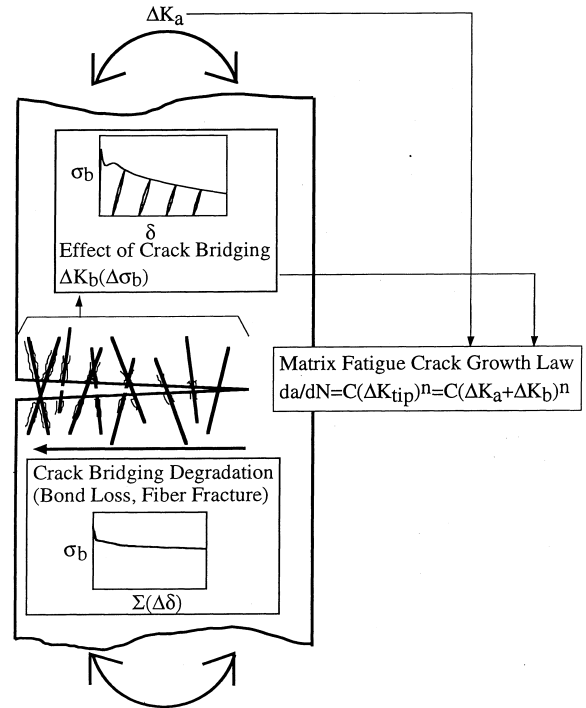 ΔKa
σb
δ
Effect of Crack Bridging
ΔKb(Δσb)
Matrix Fatigue Crack Growth Law
da/dN=C(ΔKtip)n=C(ΔKa+ΔKb)n
Crack Bridging Degradation
(Bond Loss, Fiber Fracture)
σb
Σ(Δδ)